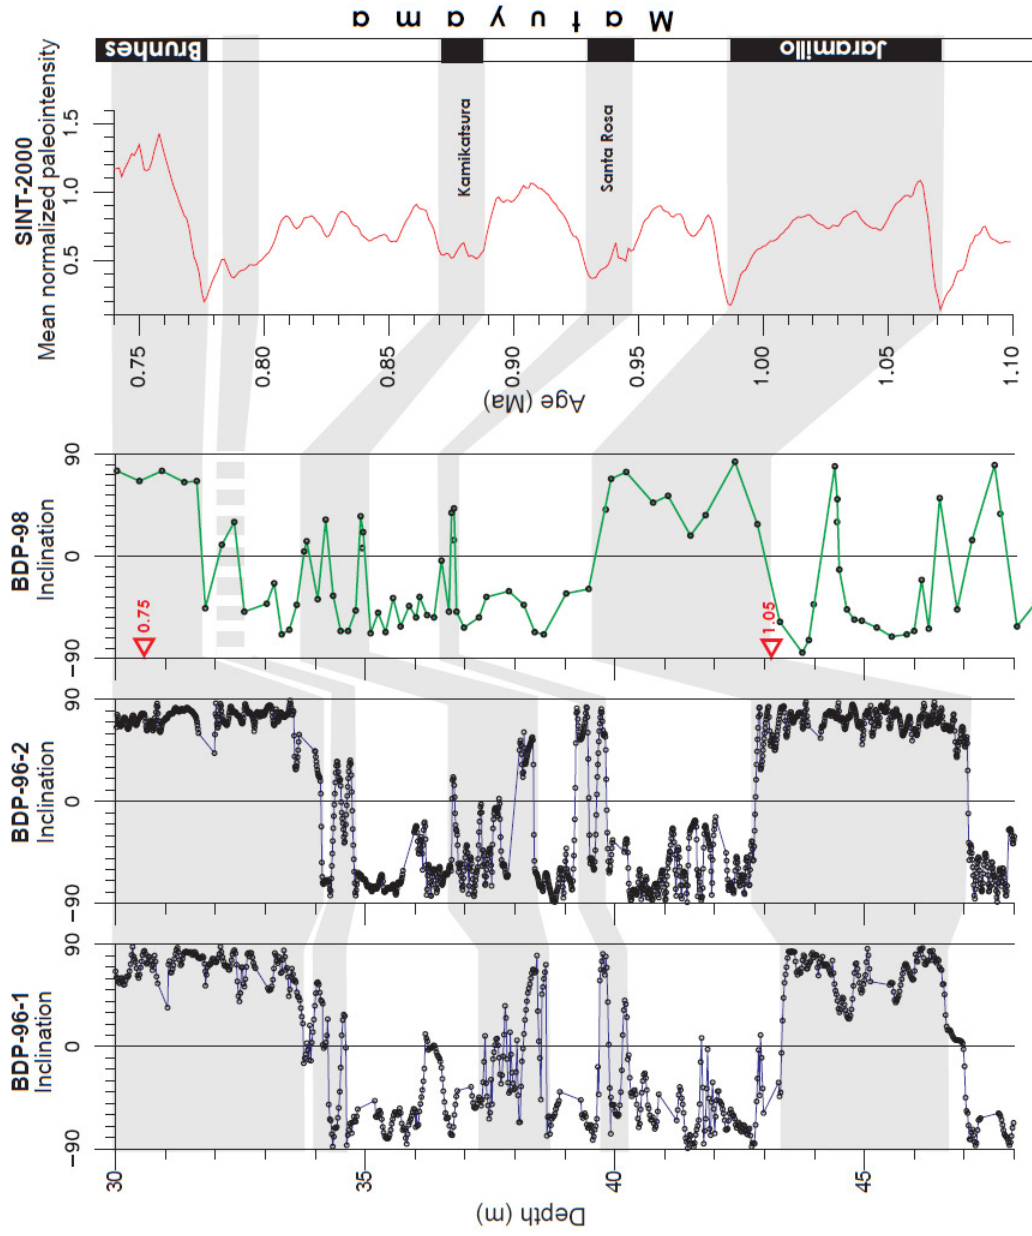 Matuyama
Brunhes
Jaramillo
SINT-2000
Mean normalized paleointensity
0.5
1.0
1.5
Kamikatsura
Santa Rosa
0.75
0.80
0.85
0.90
0.95
1.00
1.05
1.10
Age (Ma)
BDP-98
Inclination
-90
0
90
0.75
1.05
BDP-96-2
Inclination
-90
0
90
BDP-96-1
Inclination
-90
0
90
30
35
40
45
Depth (m)